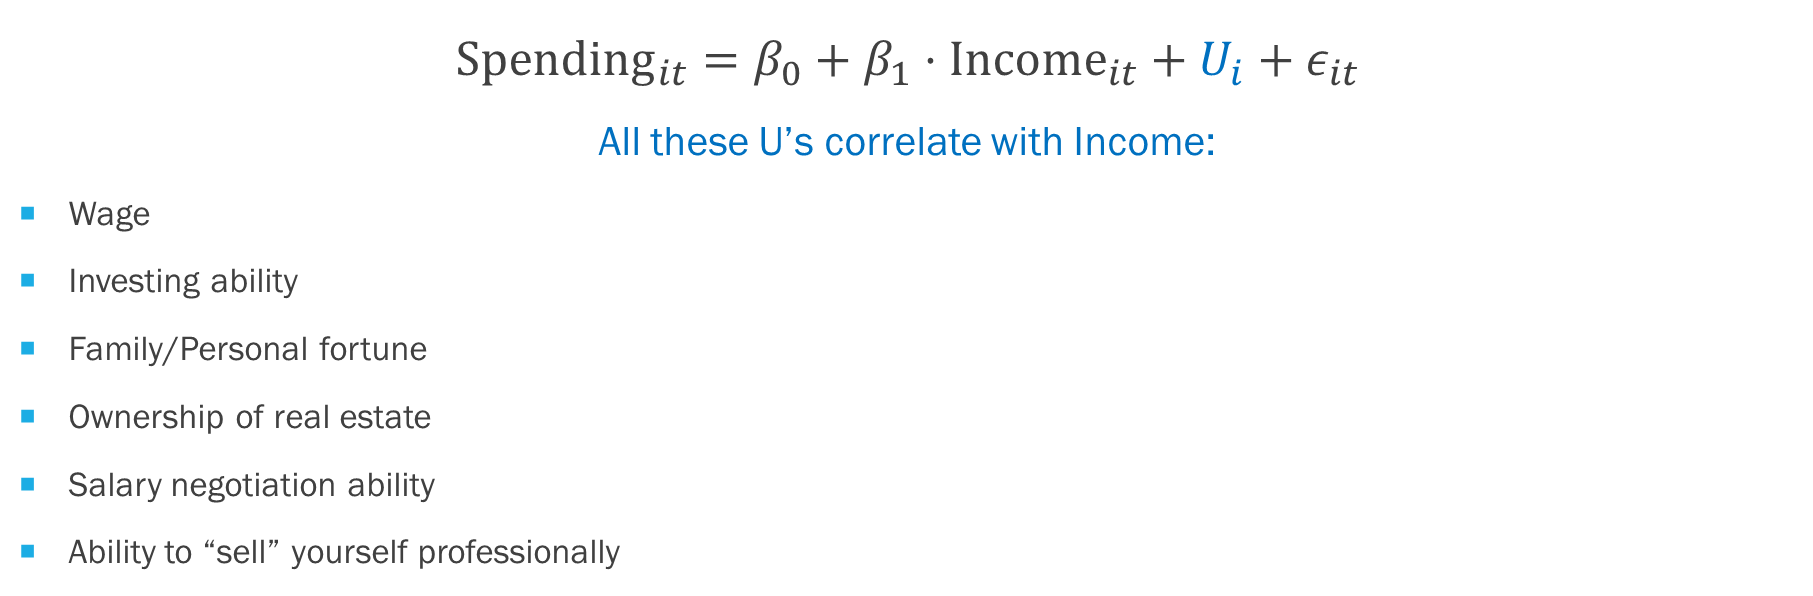 Spending_it = β_0 + β_1 · Income_it + U_i + ϵ_it
All these U’s correlate with Income:
▪ Wage
▪ Investing ability
▪ Family/Personal fortune
▪ Ownership of real estate
▪ Salary negotiation ability
▪ Ability to “sell” yourself professionally